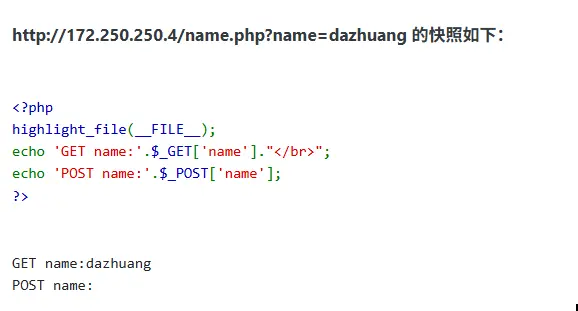 http://172.250.250.4/name.php?name=dazhuang 的快照如下：
<?php
highlight_file(__FILE__);
echo 'GET name:'.$_GET['name']."</br>";
echo 'POST name:'.$_POST['name'];
?>
GET name:dazhuang
POST name: